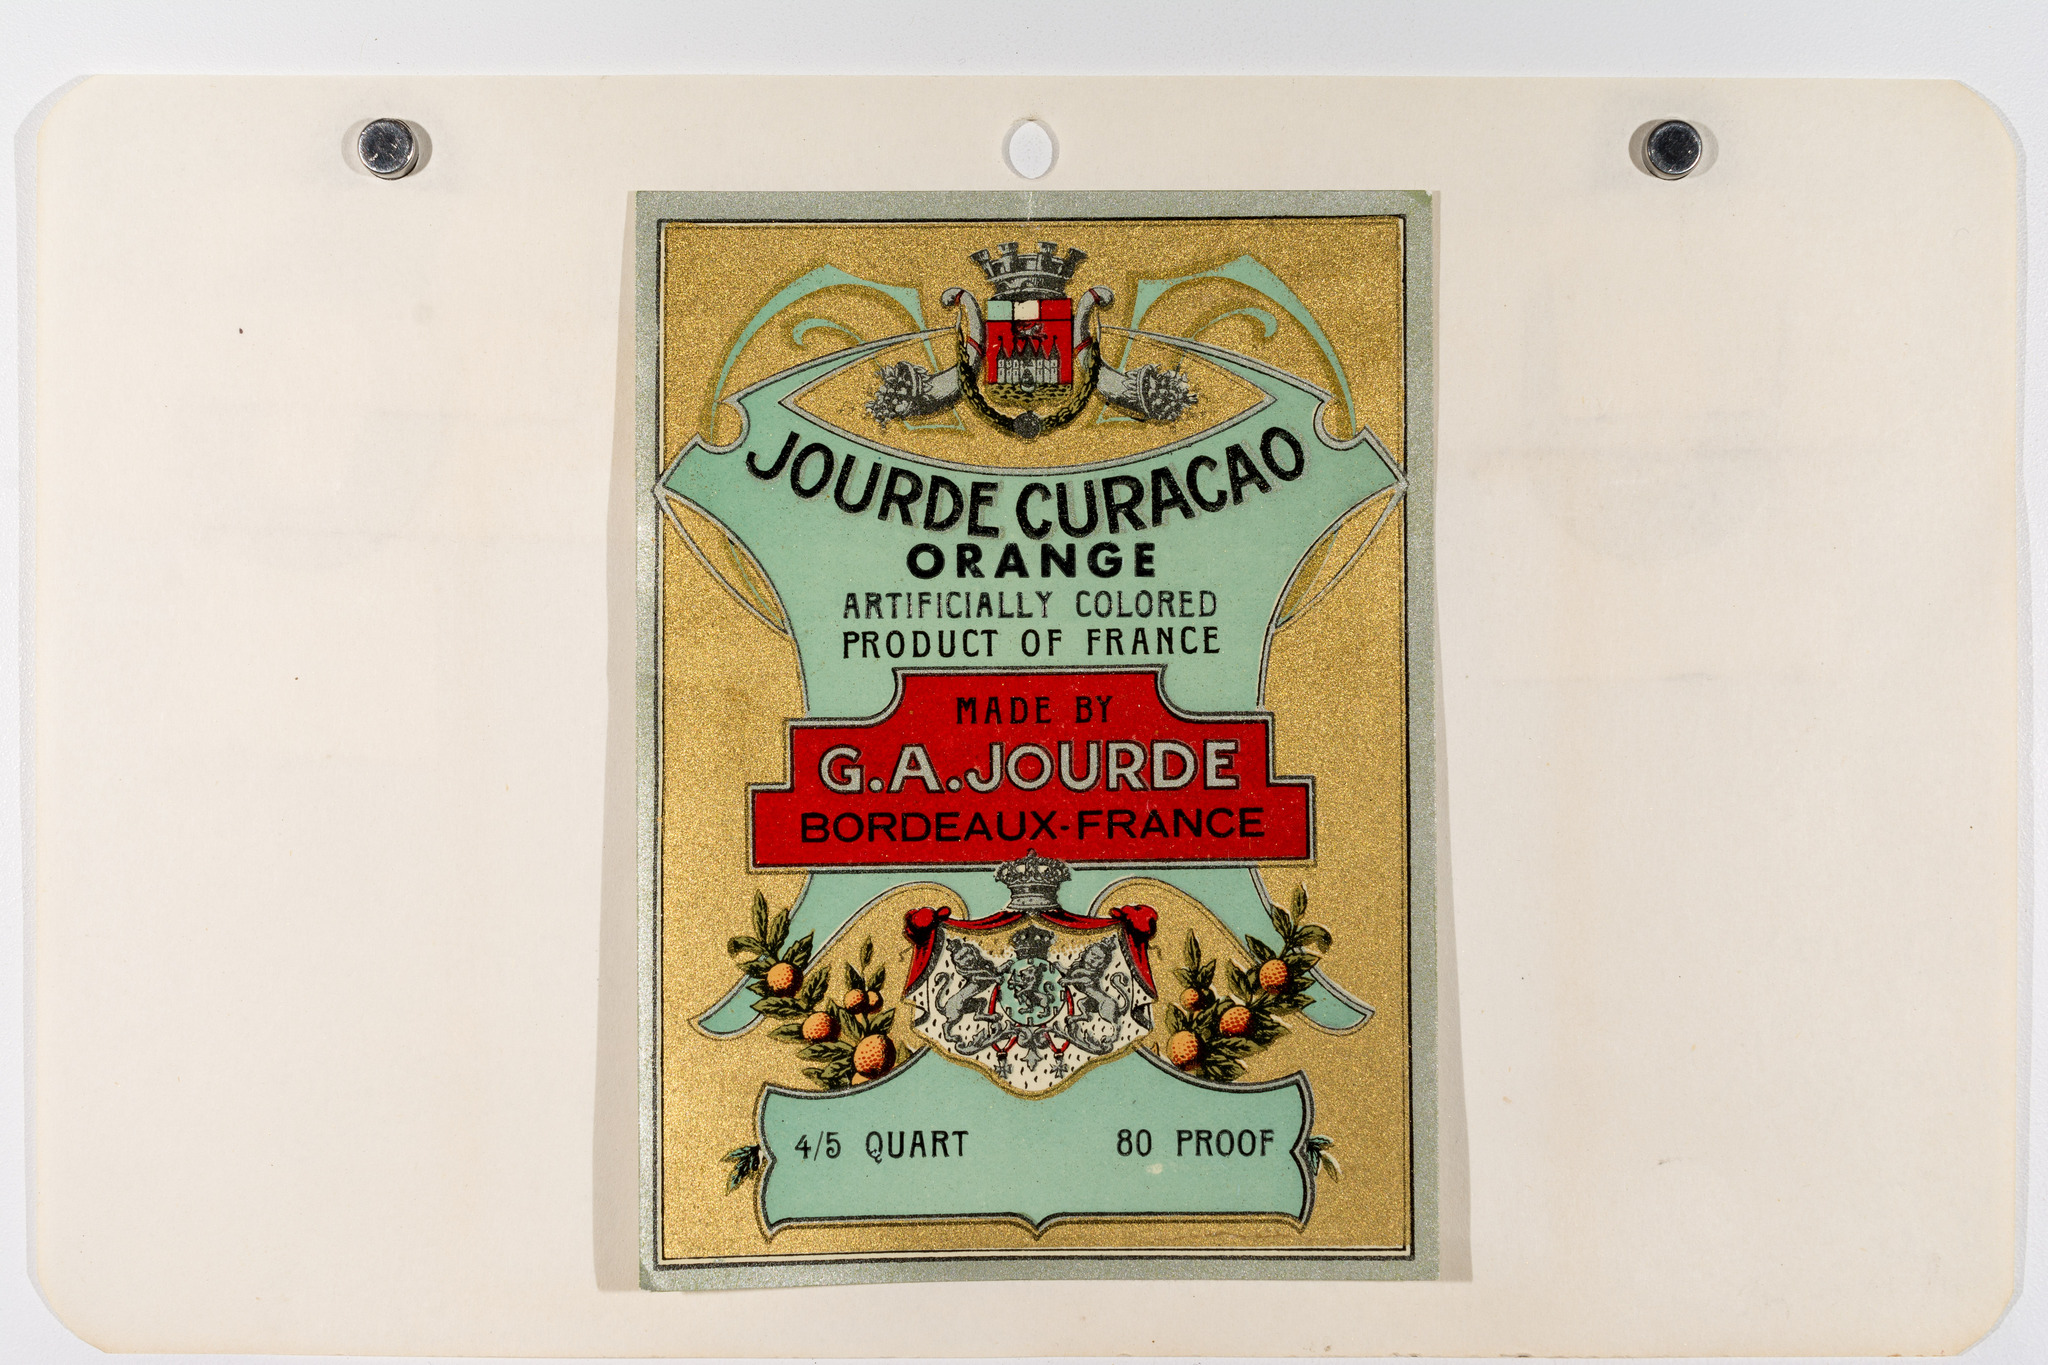 JOURDE CURACAO
ORANGE
ARTIFICIALLY COLORED
PRODUCT OF FRANCE
MADE BY
G.A.JOURDE
BORDEAUX-FRANCE
4/5 QUART 80 PROOF